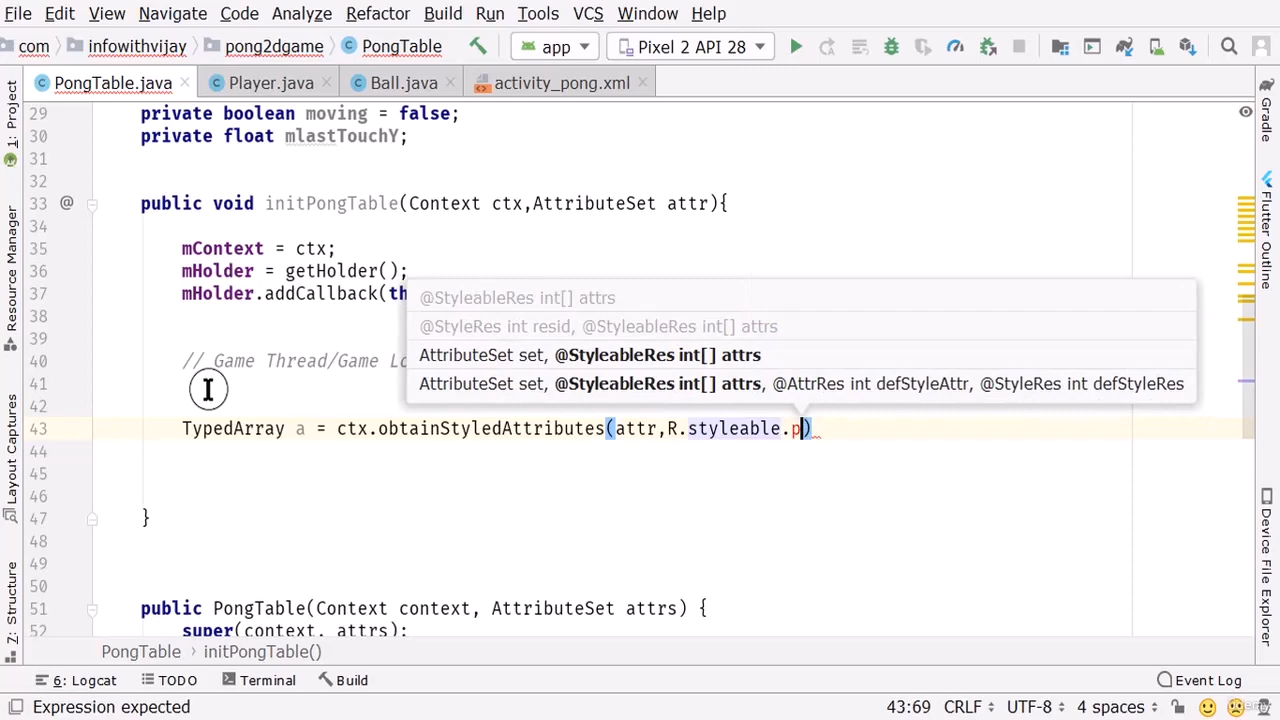 File Edit View Navigate Code Analyze Refactor Build Run Tools VCS Window Help
com infowithvijay pong2dgame PongTable app Pixel 2 API 28
PongTable.java Player.java Ball.java activity_pong.xml
1: Project
Resource Manager
Layout Captures
Z: Structure
29 private boolean moving = false;
30 private float mlastTouchY;
31
32
33 @ public void initPongTable(Context ctx,AttributeSet attr){
34
35 mContext = ctx;
36 mHolder = getHolder();
37 mHolder.addCallback(th
38
39
40 // Game Thread/Game Lo
41
42
43 TypedArray a = ctx.obtainStyledAttributes(attr,R.styleable.p)
44
45
46
47 }
48
49
50
51 public PongTable(Context context, AttributeSet attrs) {
52 super(context, attrs);
@StyleableRes int[] attrs
@StyleRes int resid, @StyleableRes int[] attrs
AttributeSet set, @StyleableRes int[] attrs
AttributeSet set, @StyleableRes int[] attrs, @AttrRes int defStyleAttr, @StyleRes int defStyleRes
Gradle
Flutter Outline
Device File Explorer
PongTable › initPongTable()
6: Logcat TODO Terminal Build Event Log
Expression expected 43:69 CRLF UTF-8 4 spaces